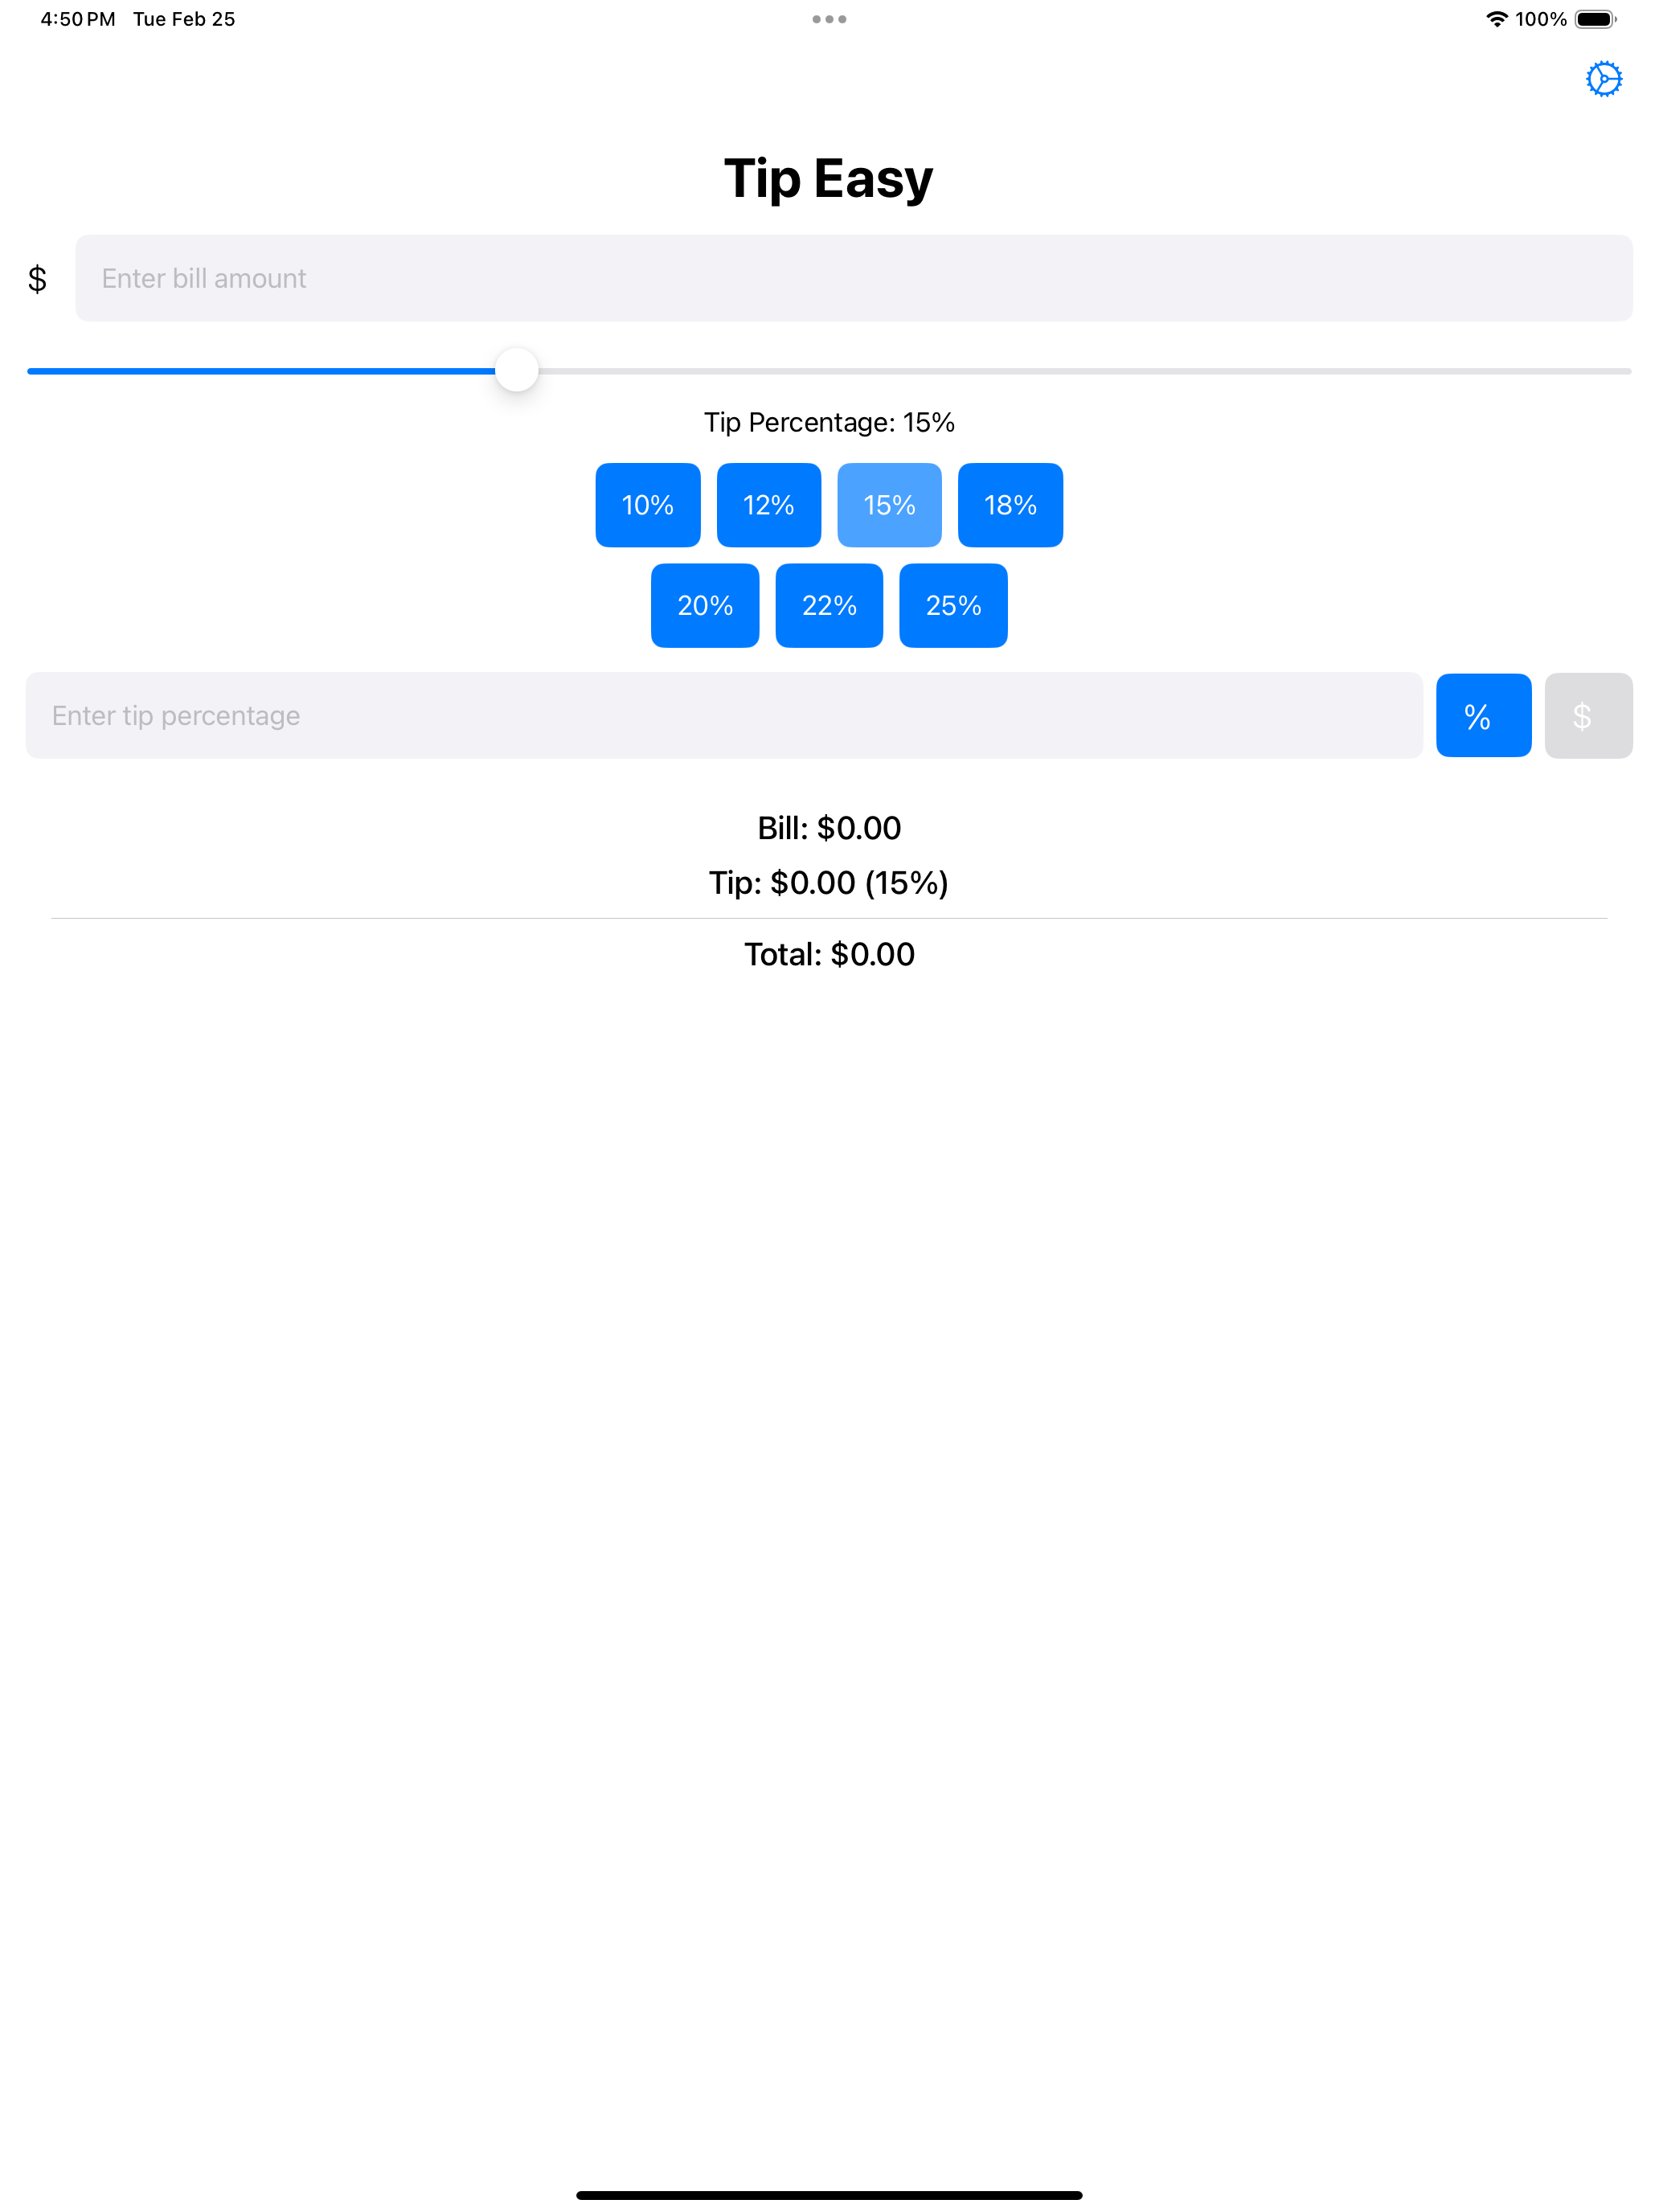 4:50 PM Tue Feb 25
100%
Tip Easy
$ Enter bill amount
Tip Percentage: 15%
10% 12% 15% 18%
20% 22% 25%
Enter tip percentage % $
Bill: $0.00
Tip: $0.00 (15%)
Total: $0.00